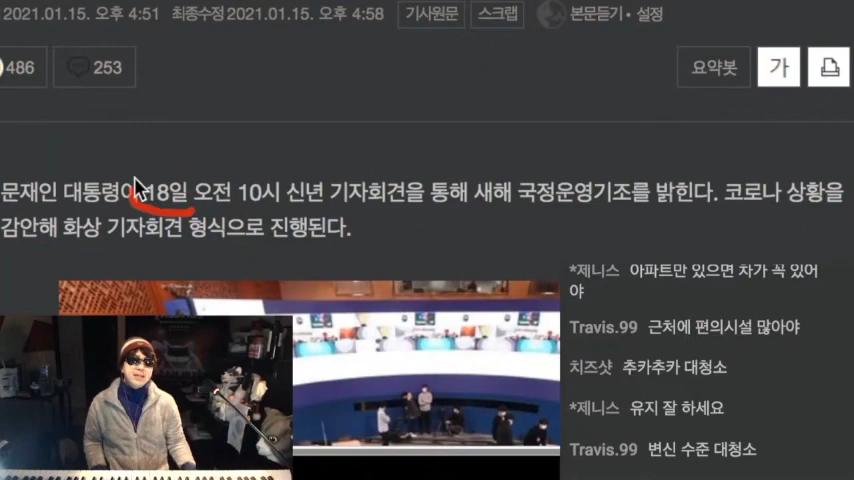 2021.01.15. 오후 4:51 최종수정 2021.01.15. 오후 4:58 기사원문 스크랩 본문듣기 • 설정
486 253 요약봇 가
문재인 대통령이 18일 오전 10시 신년 기자회견을 통해 새해 국정운영기조를 밝힌다. 코로나 상황을
감안해 화상 기자회견 형식으로 진행된다.
*제니스 아파트만 있으면 차가 꼭 있어
야
Travis.99 근처에 편의시설 많아야
치즈샷 추카추카 대청소
*제니스 유지 잘 하세요
Travis.99 변신 수준 대청소